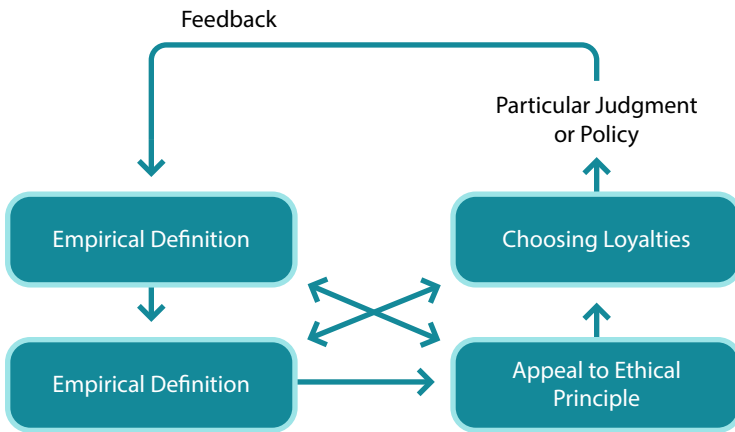 Feedback
Particular Judgment
or Policy
Empirical Definition
Choosing Loyalties
Empirical Definition
Appeal to Ethical
Principle